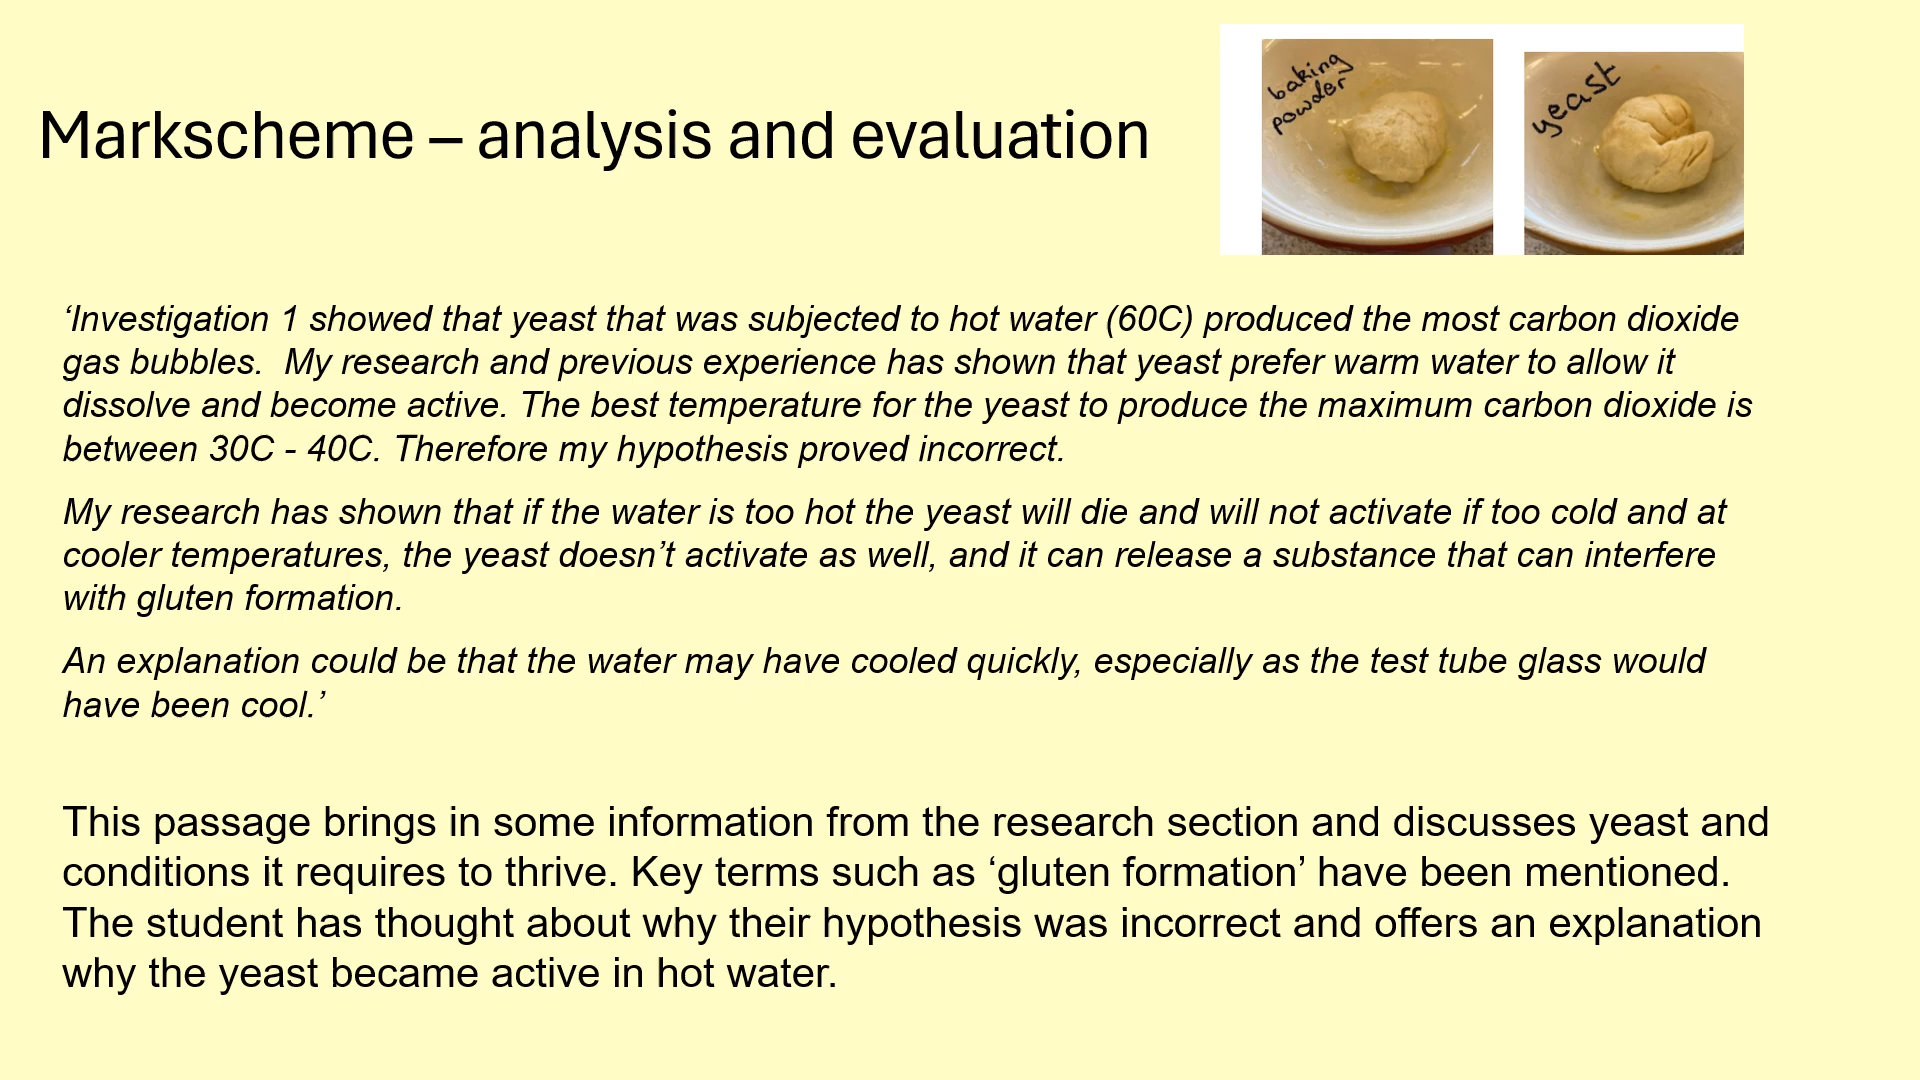 baking
powder
yeast
Markscheme – analysis and evaluation
‘Investigation 1 showed that yeast that was subjected to hot water (60C) produced the most carbon dioxide
gas bubbles.  My research and previous experience has shown that yeast prefer warm water to allow it
dissolve and become active. The best temperature for the yeast to produce the maximum carbon dioxide is
between 30C - 40C. Therefore my hypothesis proved incorrect.
My research has shown that if the water is too hot the yeast will die and will not activate if too cold and at
cooler temperatures, the yeast doesn’t activate as well, and it can release a substance that can interfere
with gluten formation.
An explanation could be that the water may have cooled quickly, especially as the test tube glass would
have been cool.’
This passage brings in some information from the research section and discusses yeast and
conditions it requires to thrive. Key terms such as ‘gluten formation’ have been mentioned.
The student has thought about why their hypothesis was incorrect and offers an explanation
why the yeast became active in hot water.